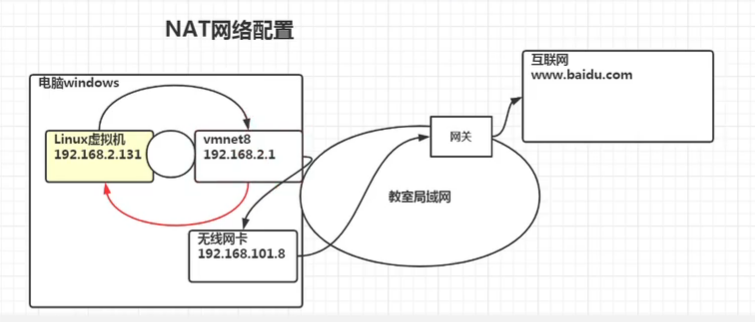 NAT网络配置
电脑windows
Linux虚拟机
192.168.2.131
vmnet8
192.168.2.1
无线网卡
192.168.101.8
教室局域网
网关
互联网
www.baidu.com